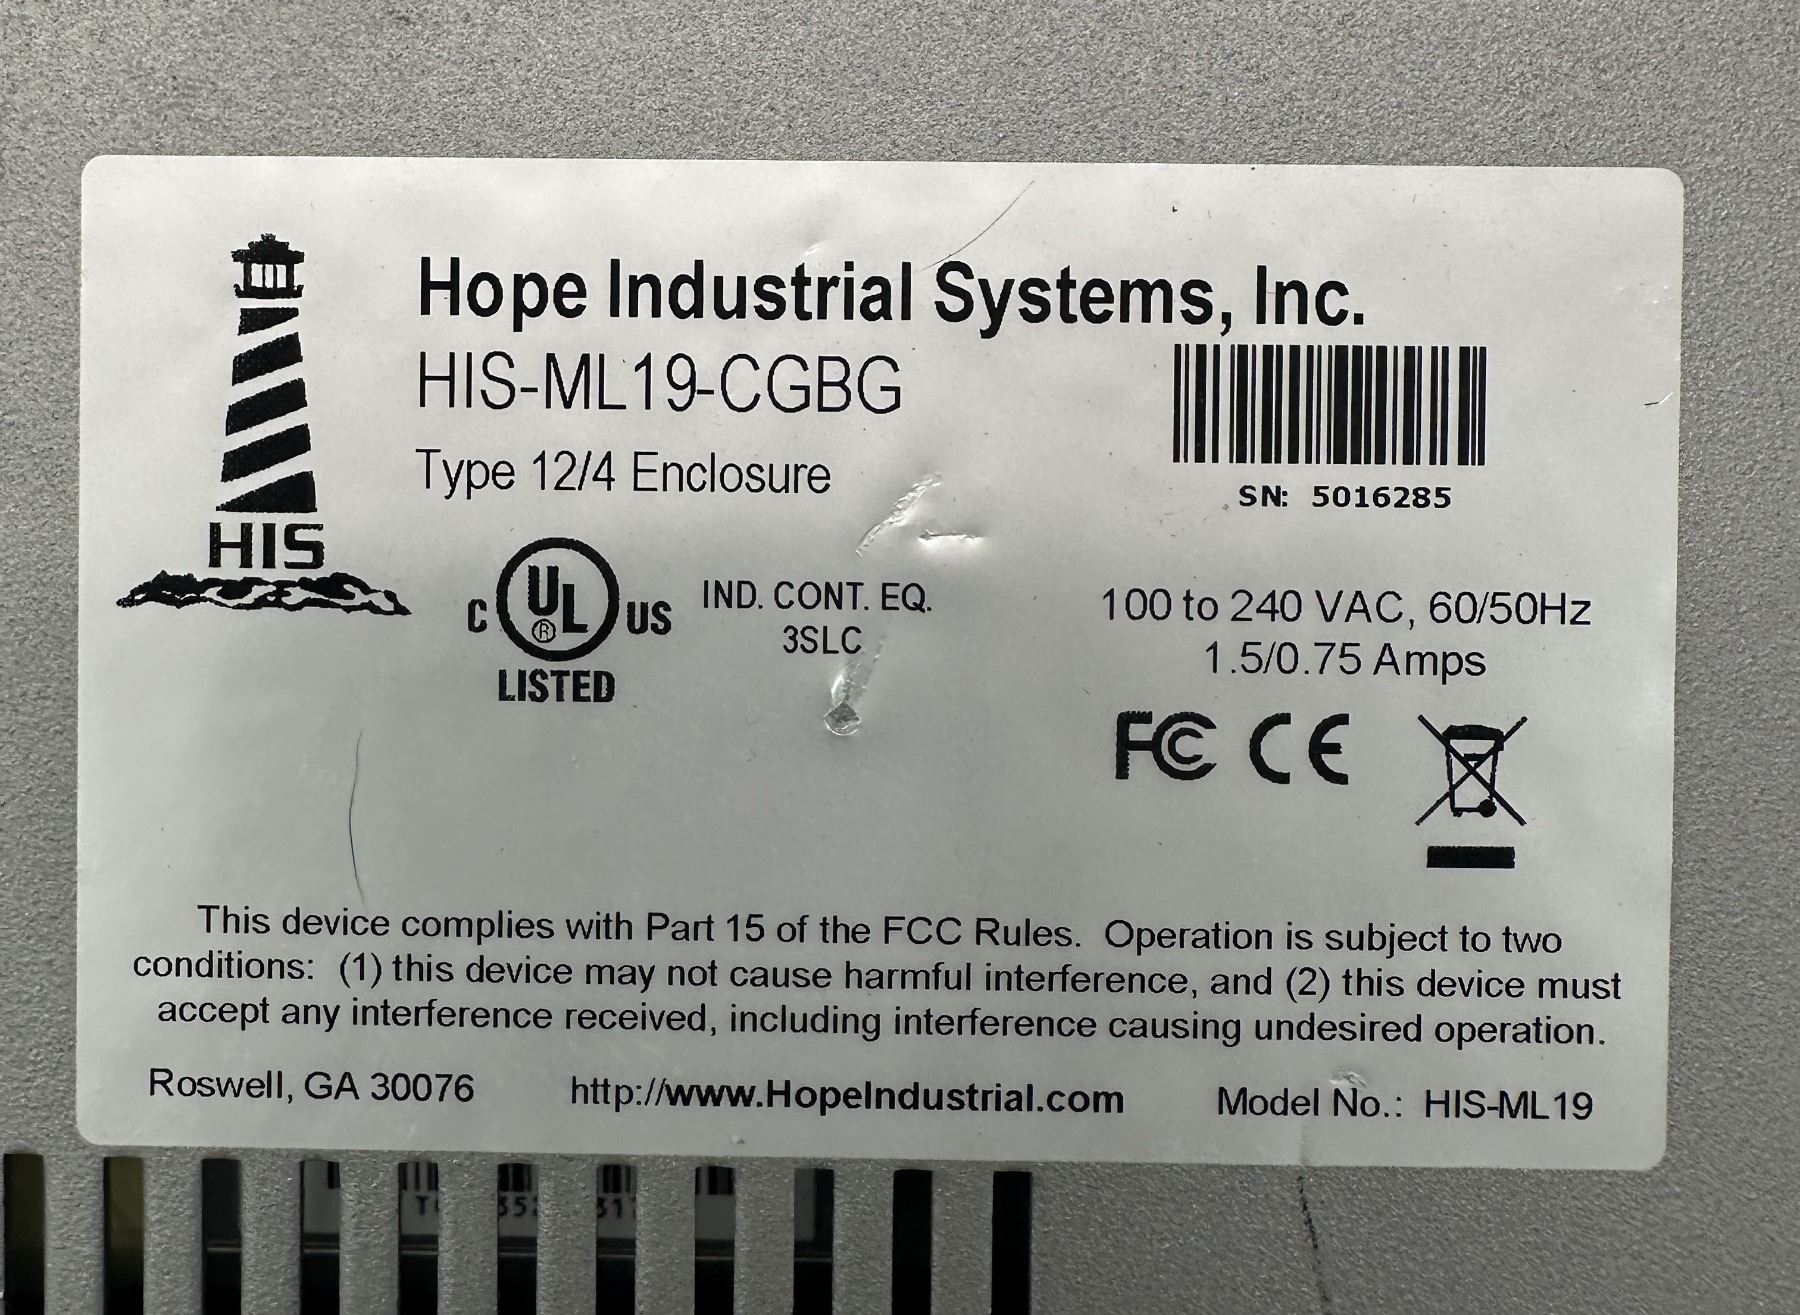 Hope Industrial Systems, Inc.
HIS-ML19-CGBG
Type 12/4 Enclosure
SN: 5016285
HIS
C UL ® US
LISTED
IND. CONT. EQ.
3SLC
100 to 240 VAC, 60/50Hz
1.5/0.75 Amps
FC CE
This device complies with Part 15 of the FCC Rules. Operation is subject to two
conditions: (1) this device may not cause harmful interference, and (2) this device must
accept any interference received, including interference causing undesired operation.
Roswell, GA 30076 http://www.HopeIndustrial.com Model No.: HIS-ML19